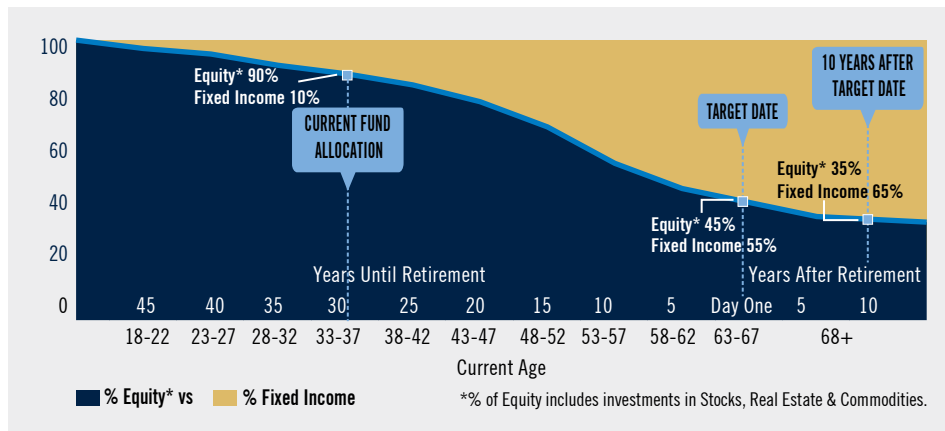 100
80
60
40
20
0
Equity* 90%
Fixed Income 10%
CURRENT FUND
ALLOCATION
TARGET DATE
10 YEARS AFTER
TARGET DATE
Equity* 35%
Fixed Income 65%
Equity* 45%
Fixed Income 55%
Years Until Retirement
Years After Retirement
45 40 35 30 25 20 15 10 5 Day One 5 10
18–22 23–27 28–32 33–37 38–42 43–47 48–52 53–57 58–62 63–67 68+
Current Age
% Equity* vs % Fixed Income
*% of Equity includes investments in Stocks, Real Estate & Commodities.